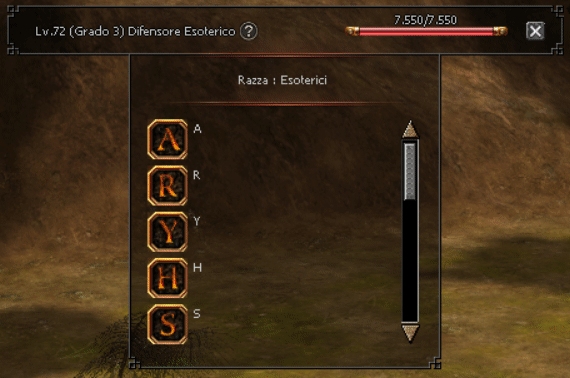 Lv.72 (Grado 3) Difensore Esoterico ?
7.550/7.550
Razza : Esoterici
A A
R R
Y Y
H H
S S